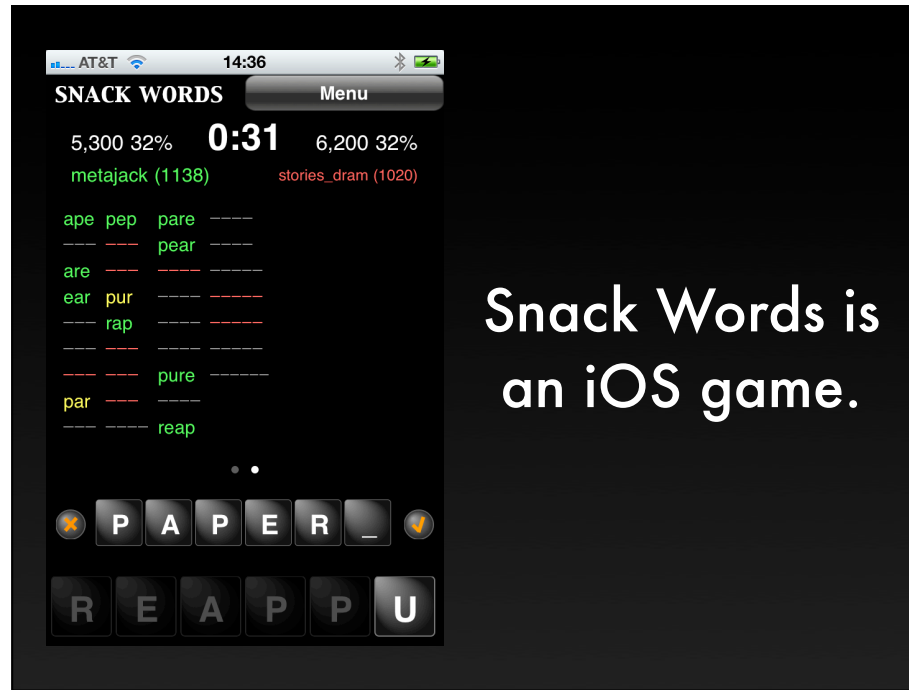 AT&T 14:36
SNACK WORDS Menu
5,300 32% 0:31 6,200 32%
metajack (1138) stories_dram (1020)
ape pep pare ----
--- --- pear ----
are --- ---- -----
ear pur ---- -----
--- rap ---- -----
--- --- ---- -----
--- --- pure ------
par --- ----
--- ---- reap
P A P E R _
R E A P P U
Snack Words is
an iOS game.